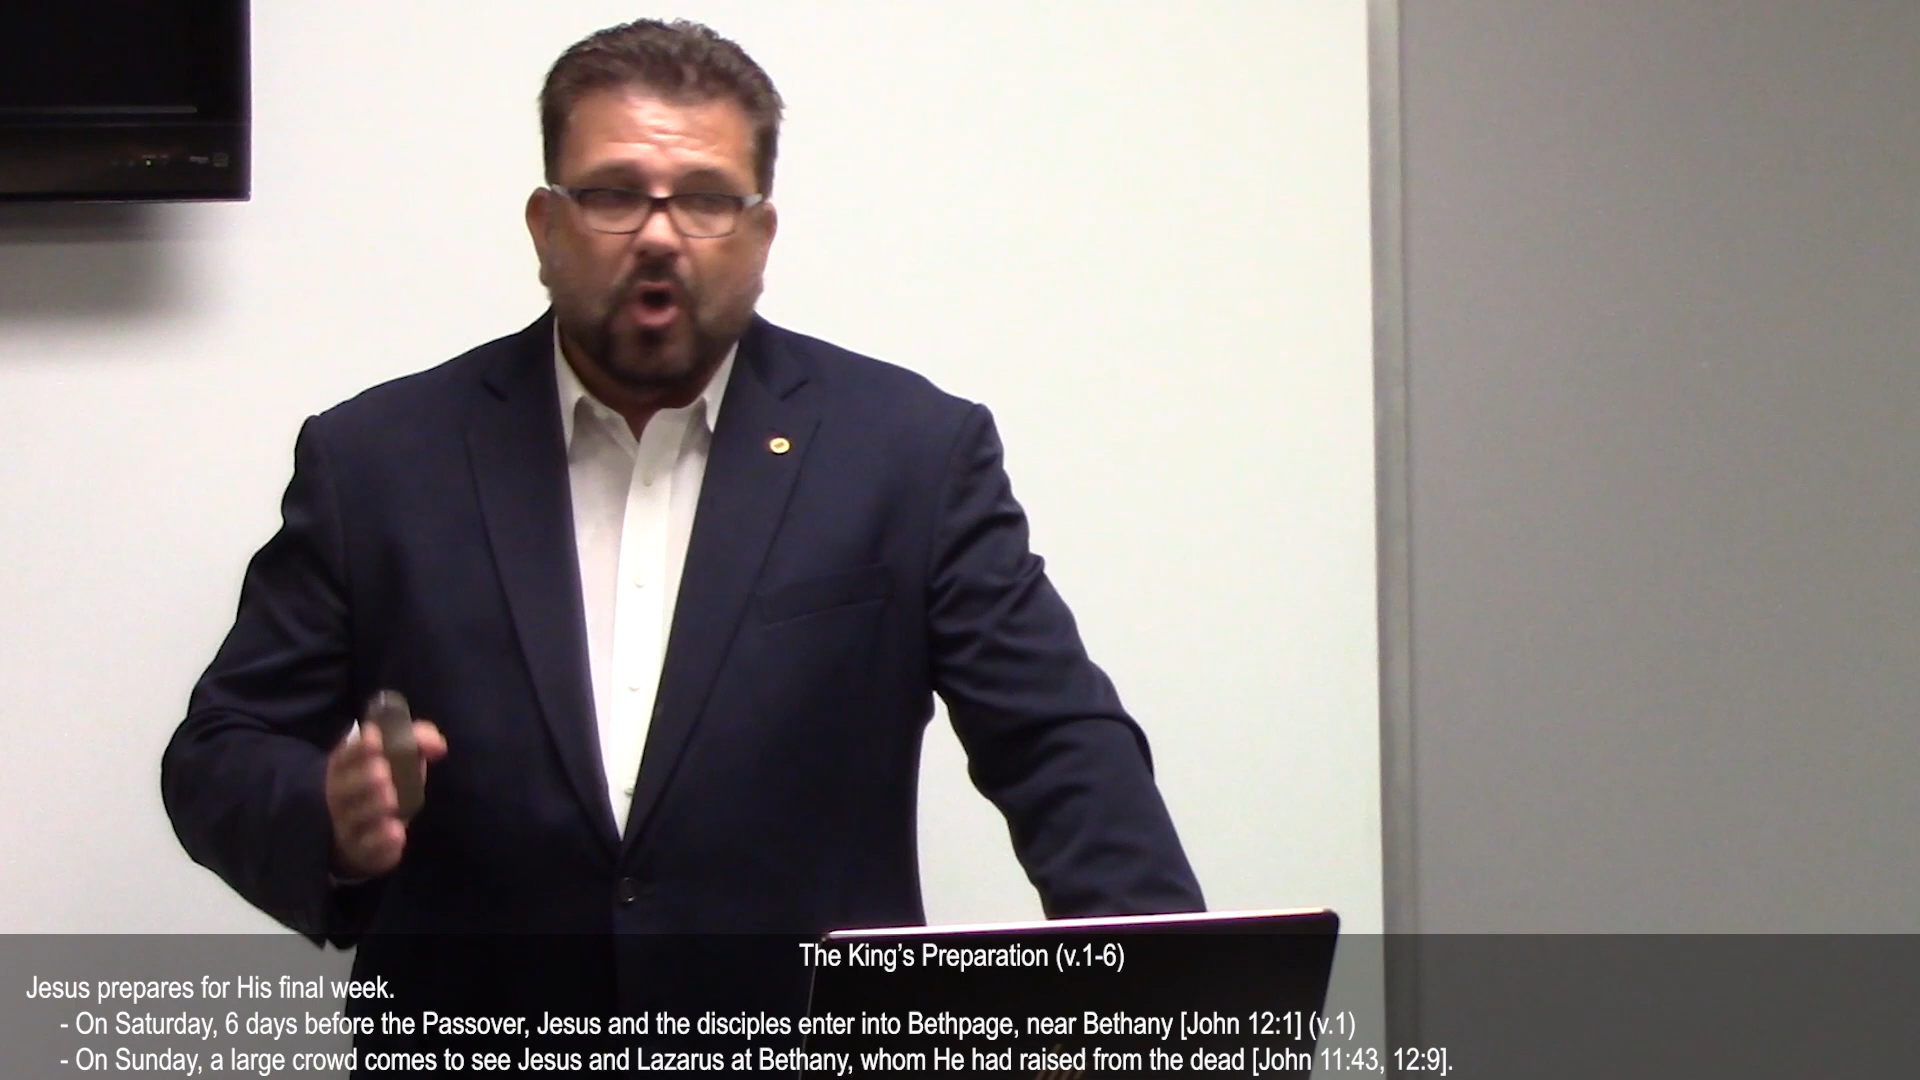 The King’s Preparation (v.1-6)
Jesus prepares for His final week.
- On Saturday, 6 days before the Passover, Jesus and the disciples enter into Bethpage, near Bethany [John 12:1] (v.1)
- On Sunday, a large crowd comes to see Jesus and Lazarus at Bethany, whom He had raised from the dead [John 11:43, 12:9].